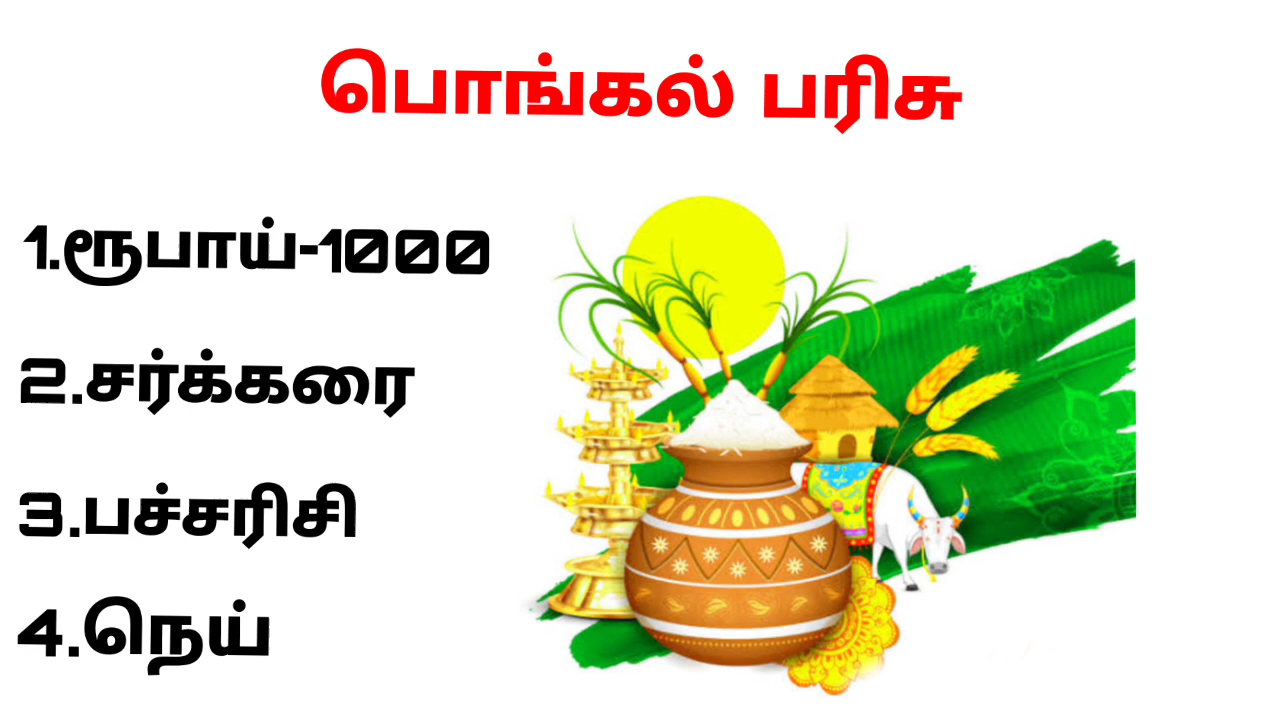 பொங்கல் பரிசு
1.ரூபாய்-1000
2.சர்க்கரை
3.பச்சரிசி
4.நெய்